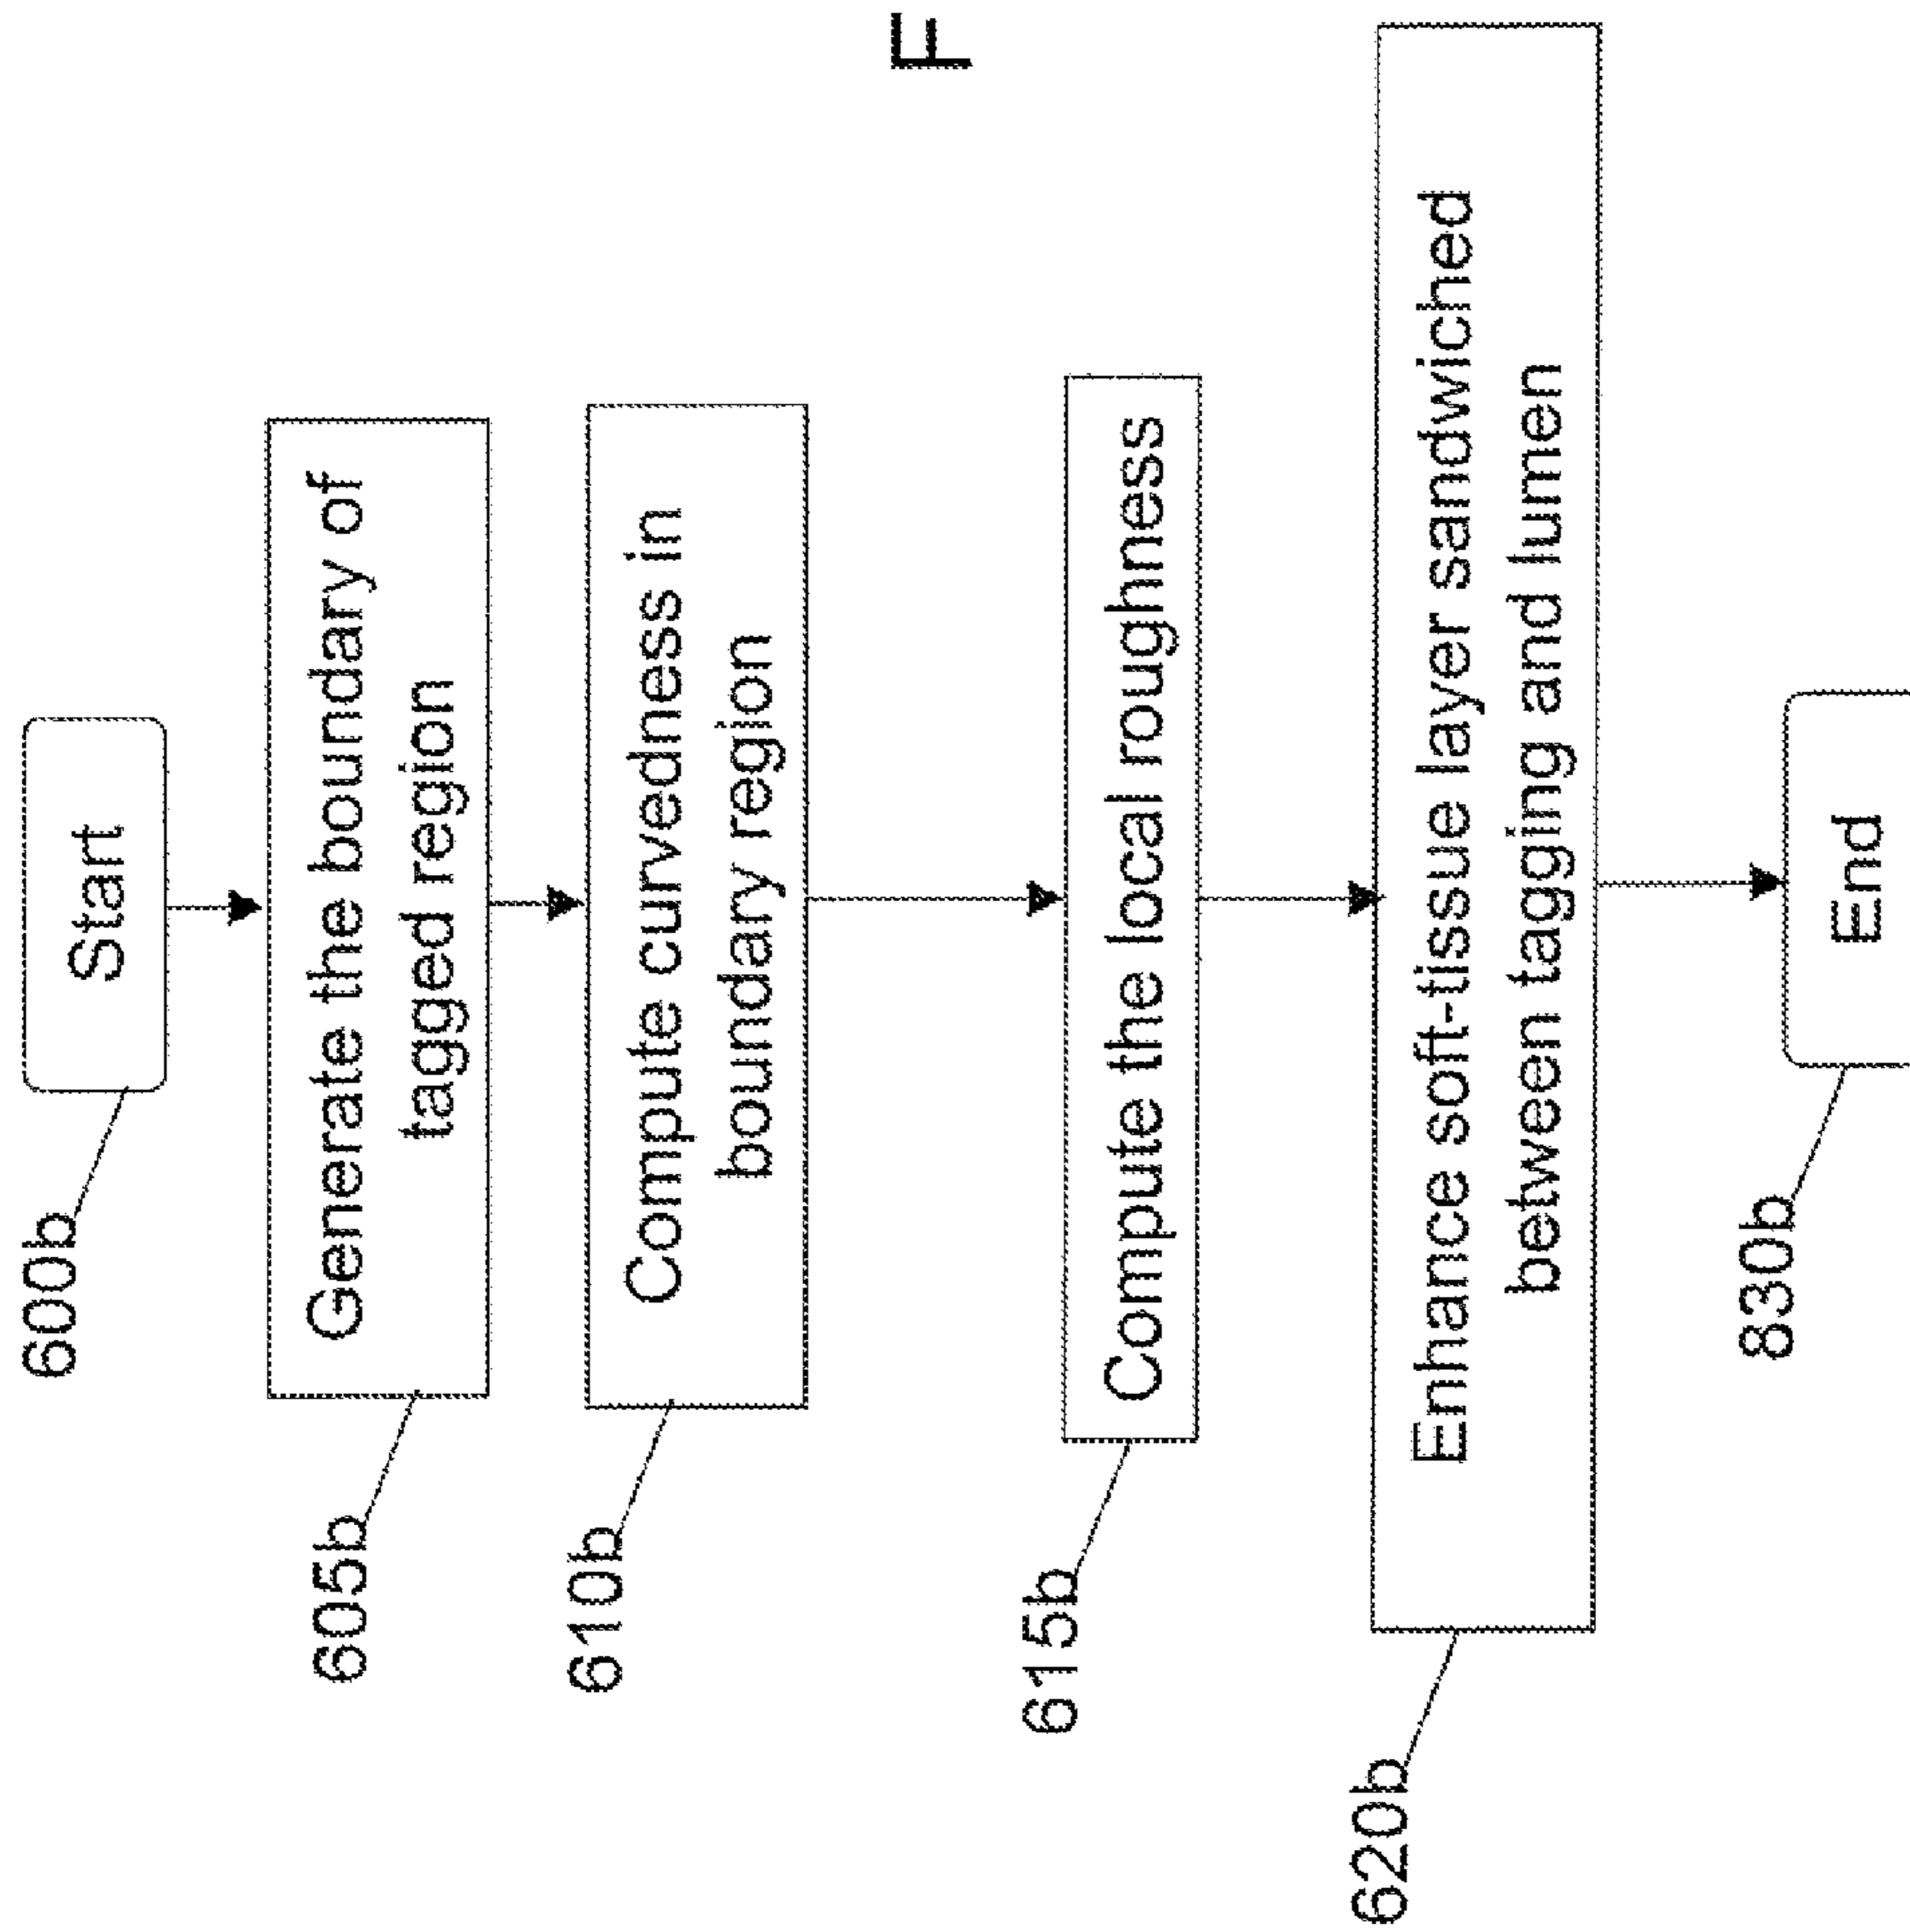 600b
Start
605b
Generate the boundary of
tagged region
610b
Compute curvedness in
boundary region
615b
Compute the local roughness
620b
Enhance soft-tissue layer sandwiched
between tagging and lumen
830b
End
F